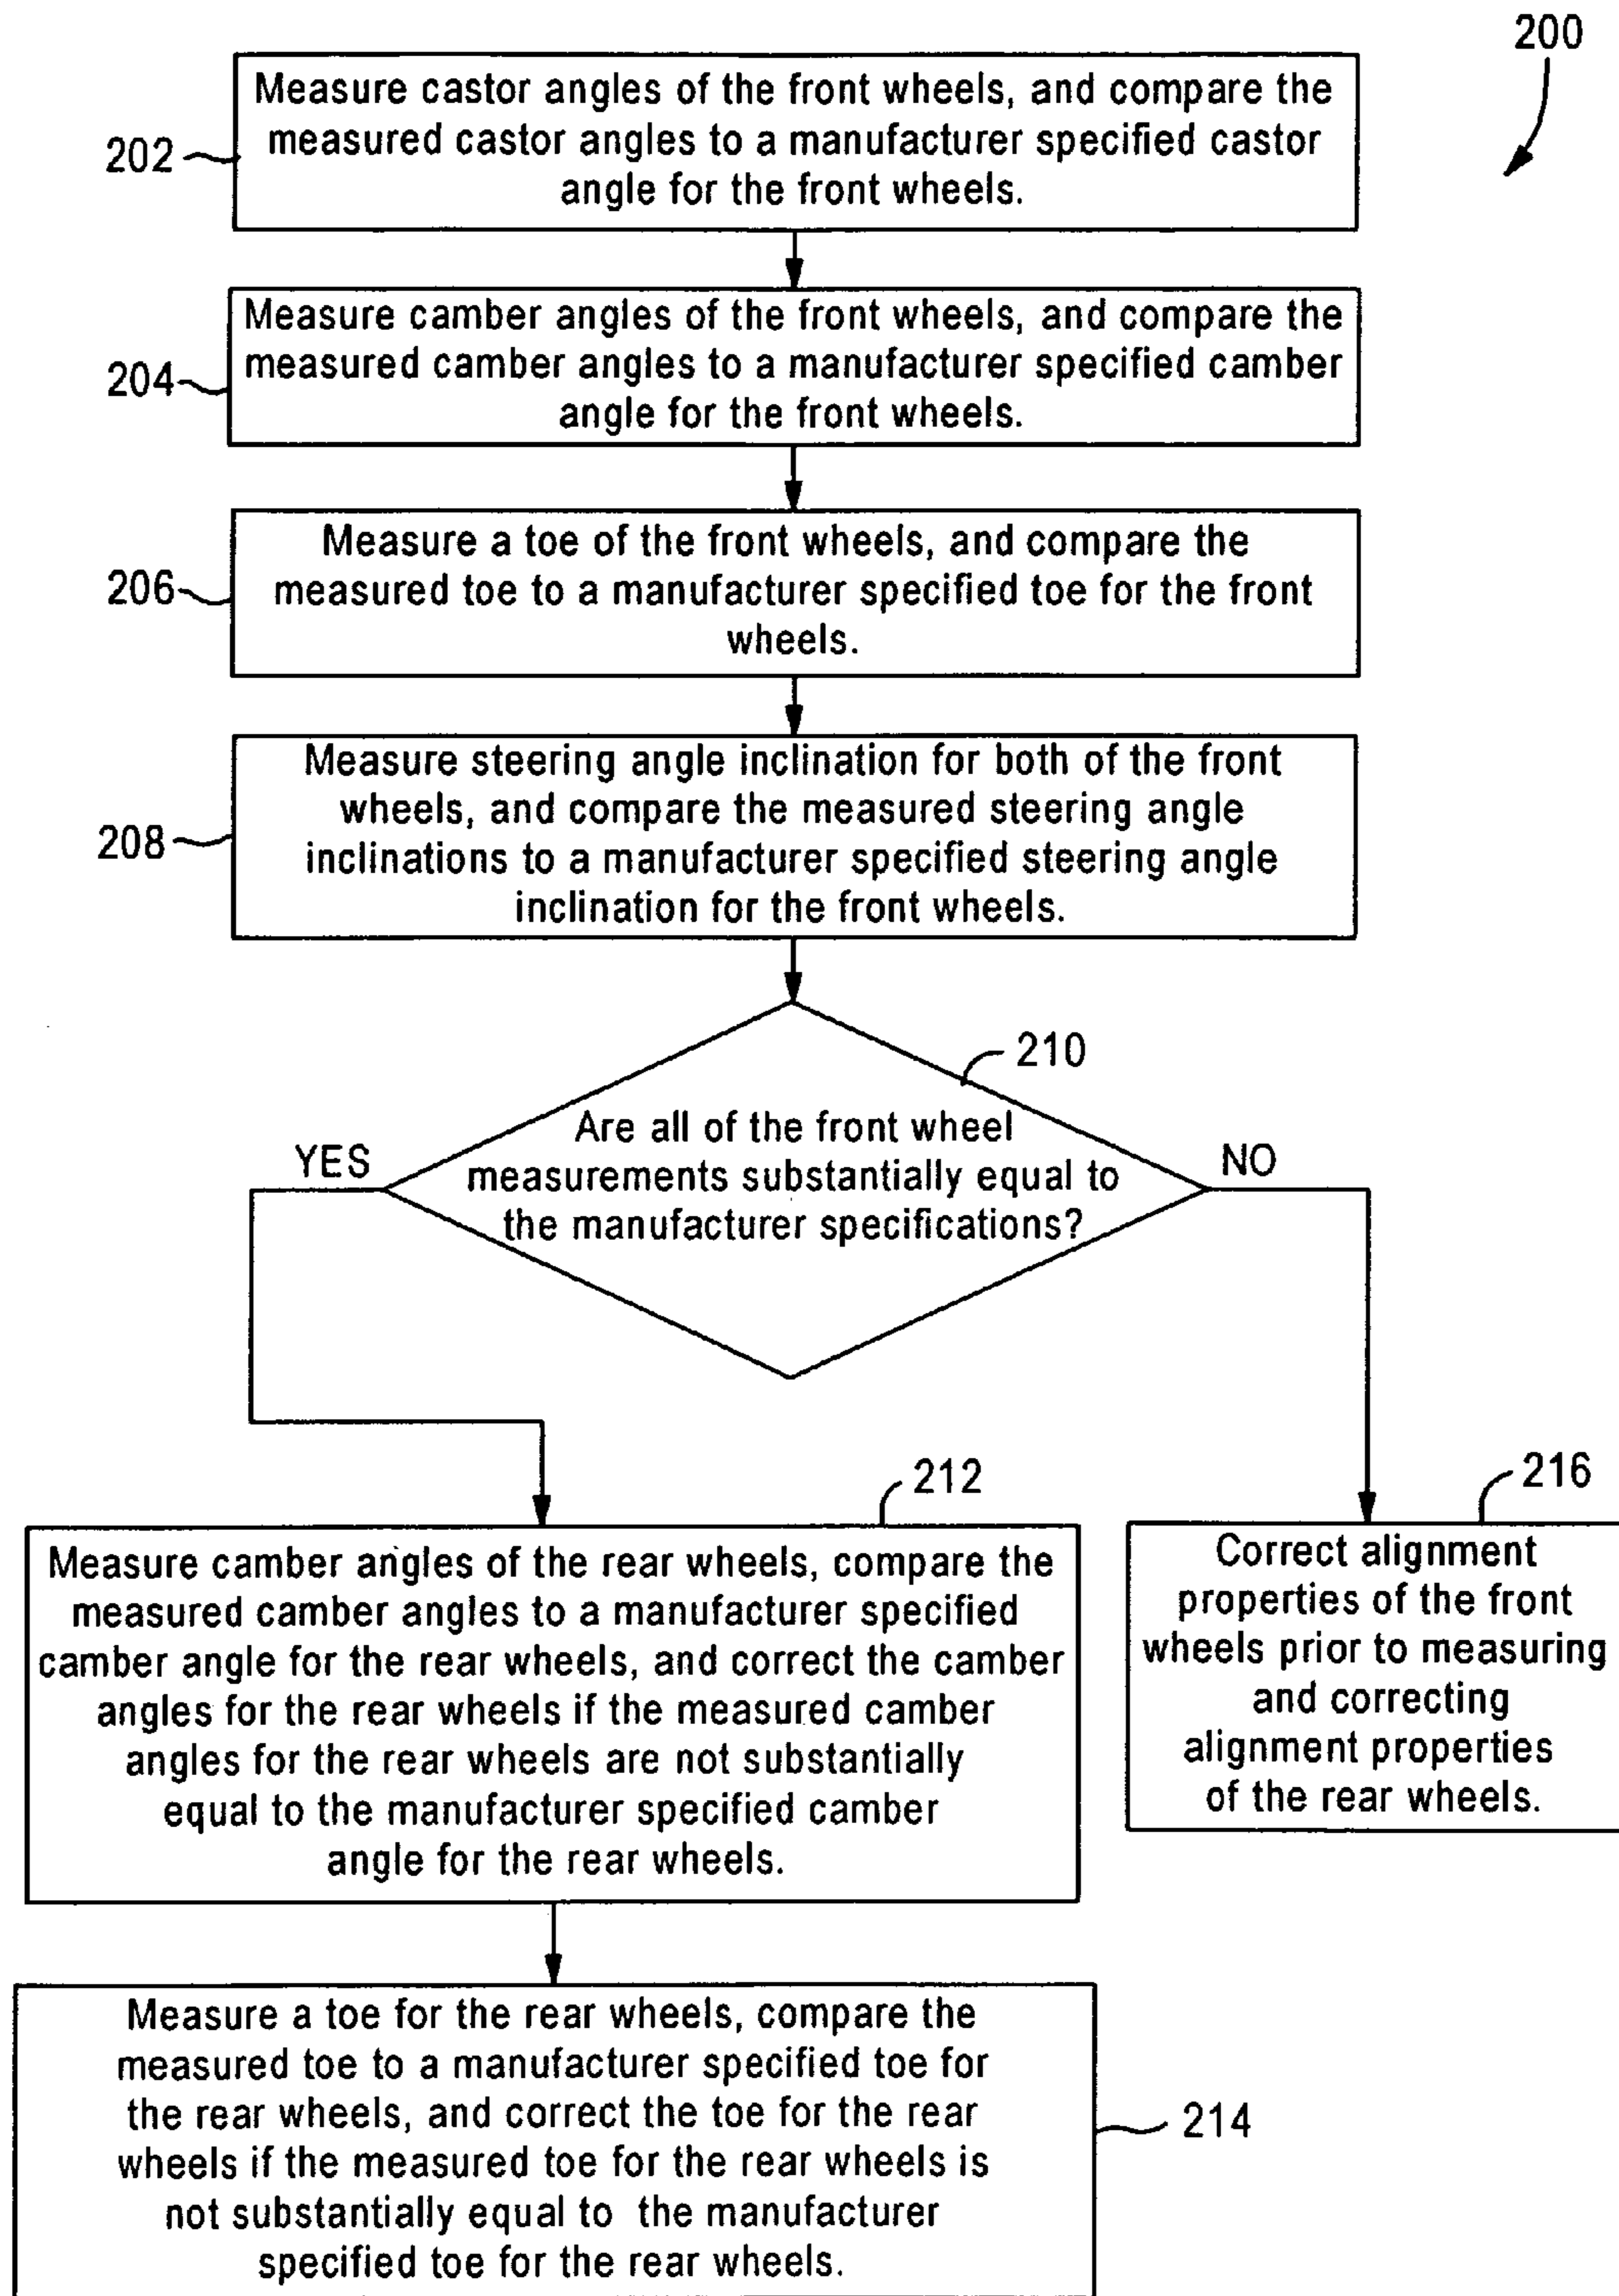 200
Measure castor angles of the front wheels, and compare the
measured castor angles to a manufacturer specified castor
angle for the front wheels.
202
Measure camber angles of the front wheels, and compare the
measured camber angles to a manufacturer specified camber
angle for the front wheels.
204
Measure a toe of the front wheels, and compare the
measured toe to a manufacturer specified toe for the front
wheels.
206
Measure steering angle inclination for both of the front
wheels, and compare the measured steering angle
inclinations to a manufacturer specified steering angle
inclination for the front wheels.
208
210
Are all of the front wheel
measurements substantially equal to
the manufacturer specifications?
YES
NO
212
Measure camber angles of the rear wheels, compare the
measured camber angles to a manufacturer specified
camber angle for the rear wheels, and correct the camber
angles for the rear wheels if the measured camber
angles for the rear wheels are not substantially
equal to the manufacturer specified camber
angle for the rear wheels.
216
Correct alignment
properties of the front
wheels prior to measuring
and correcting
alignment properties
of the rear wheels.
Measure a toe for the rear wheels, compare the
measured toe to a manufacturer specified toe for
the rear wheels, and correct the toe for the rear
wheels if the measured toe for the rear wheels is
not substantially equal to the manufacturer
specified toe for the rear wheels.
214